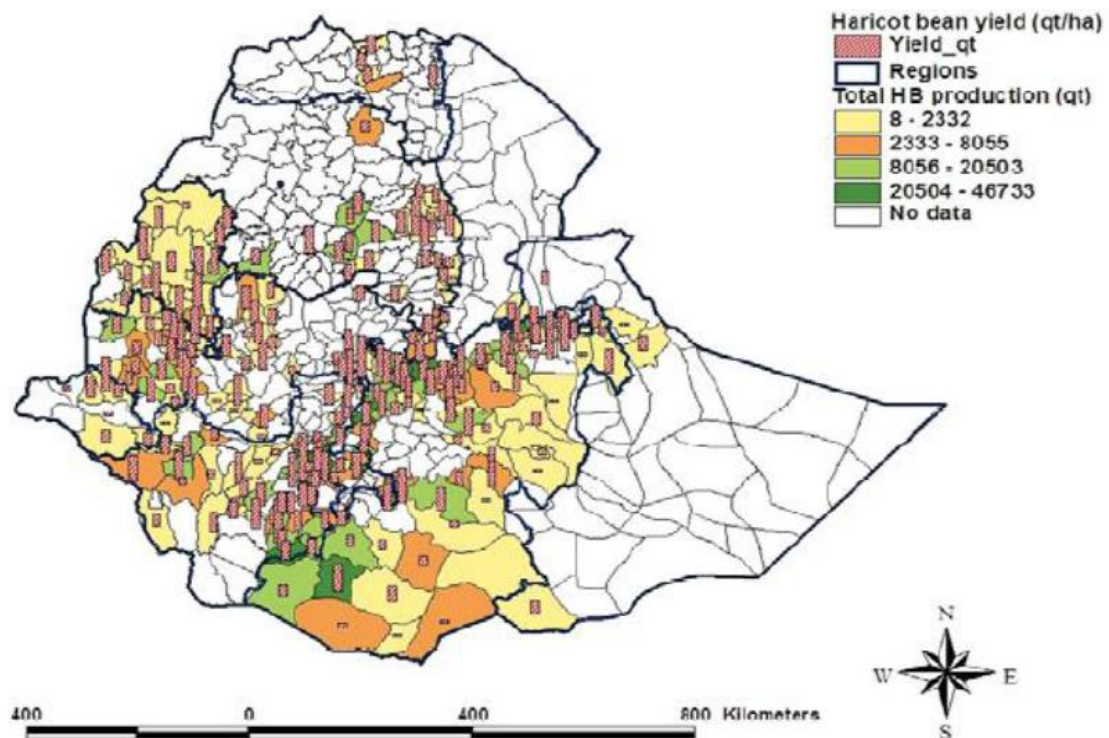 Haricot bean yield (qt/ha)
Yield_qt
Regions
Total HB production (qt)
8 - 2332
2333 - 8055
8056 - 20503
20504 - 46733
No data
N
W E
S
400 0 400 800 Kilometers